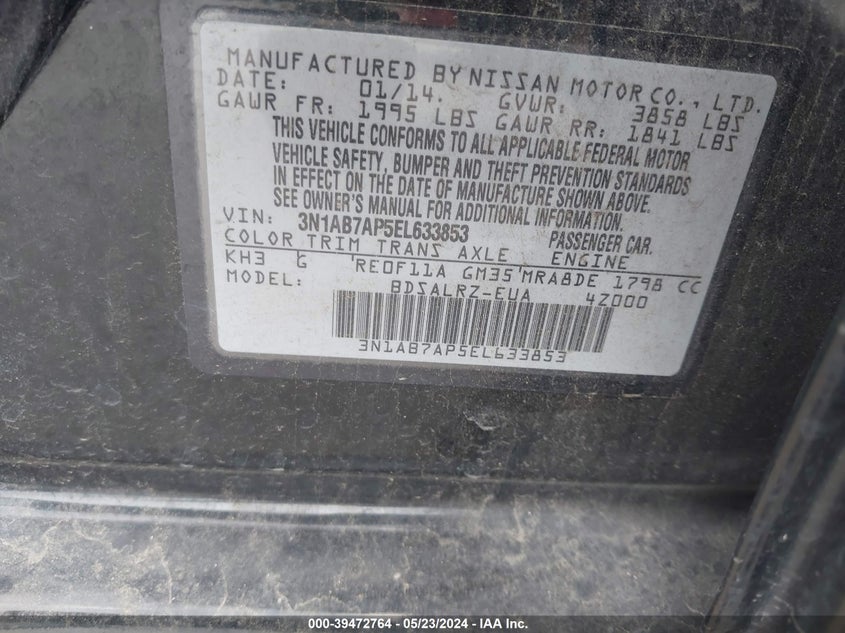 MANUFACTURED BY NISSAN MOTOR CO., LTD.
DATE: 01/14. GVWR: 3858 LBS
GAWR FR: 1995 LBS GAWR RR: 1841 LBS
THIS VEHICLE CONFORMS TO ALL APPLICABLE FEDERAL MOTOR
VEHICLE SAFETY, BUMPER AND THEFT PREVENTION STANDARDS
IN EFFECT ON THE DATE OF MANUFACTURE SHOWN ABOVE.
SEE OWNER'S MANUAL FOR ADDITIONAL INFORMATION.
VIN: 3N1AB7AP5EL633853 PASSENGER CAR.
COLOR TRIM TRANS AXLE ENGINE
KH3 G RE0F11A GM35 MRA8DE 1798 CC
MODEL: BDSALRZ-EUA 4Z000
3N1AB7AP5EL633853
000-39472764 - 05/23/2024 - IAA Inc.